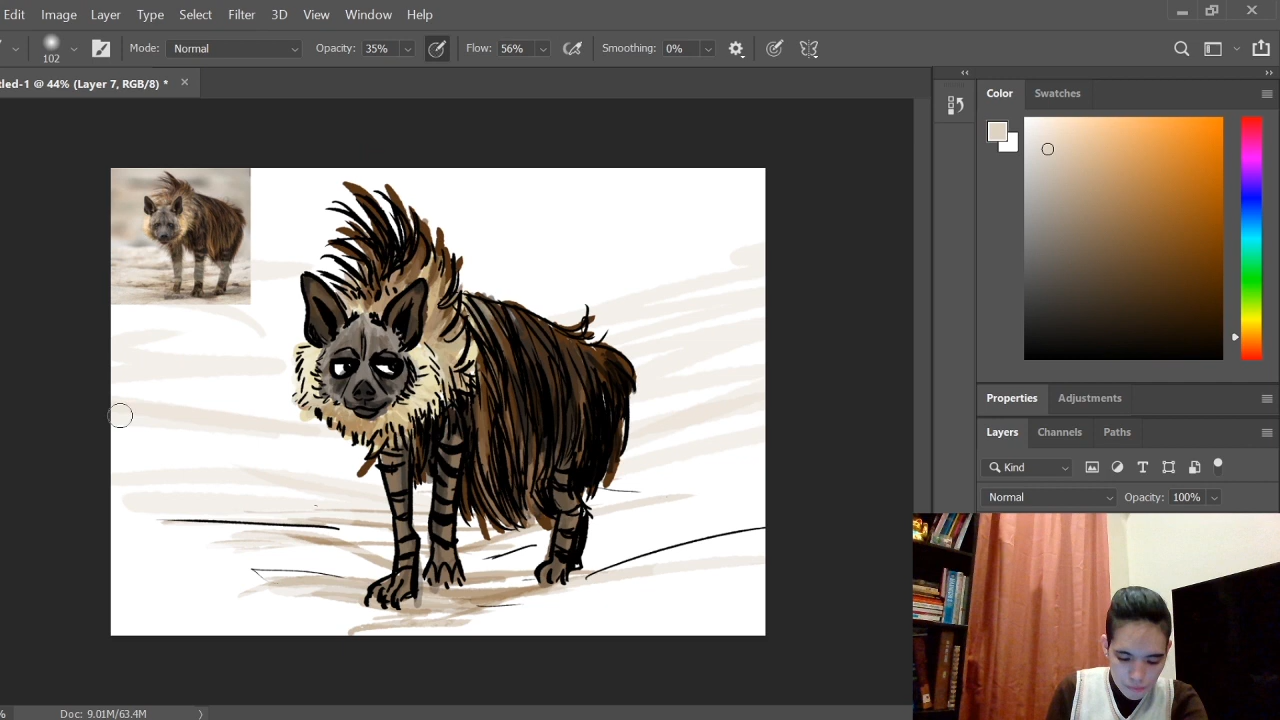 Edit Image Layer Type Select Filter 3D View Window Help
102 Mode: Normal Opacity: 35% Flow: 56% Smoothing: 0%
tled-1 @ 44% (Layer 7, RGB/8) *
Color Swatches
Properties Adjustments
Layers Channels Paths
Kind
Normal Opacity: 100%
% Doc: 9.01M/63.4M